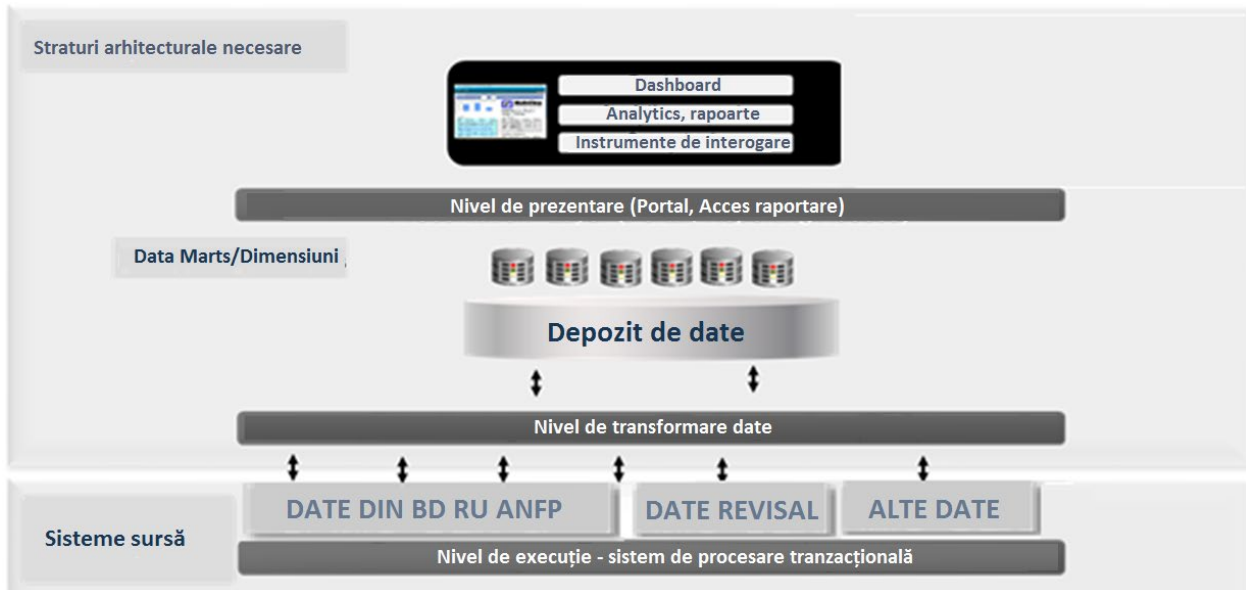 Straturi arhitecturale necesare
Dashboard
Analytics, rapoarte
Instrumente de interogare
Nivel de prezentare (Portal, Acces raportare)
Data Marts/Dimensiuni
Depozit de date
Nivel de transformare date
DATE DIN BD RU ANFP
DATE REVISAL
ALTE DATE
Sisteme sursă
Nivel de execuție - sistem de procesare tranzacțională